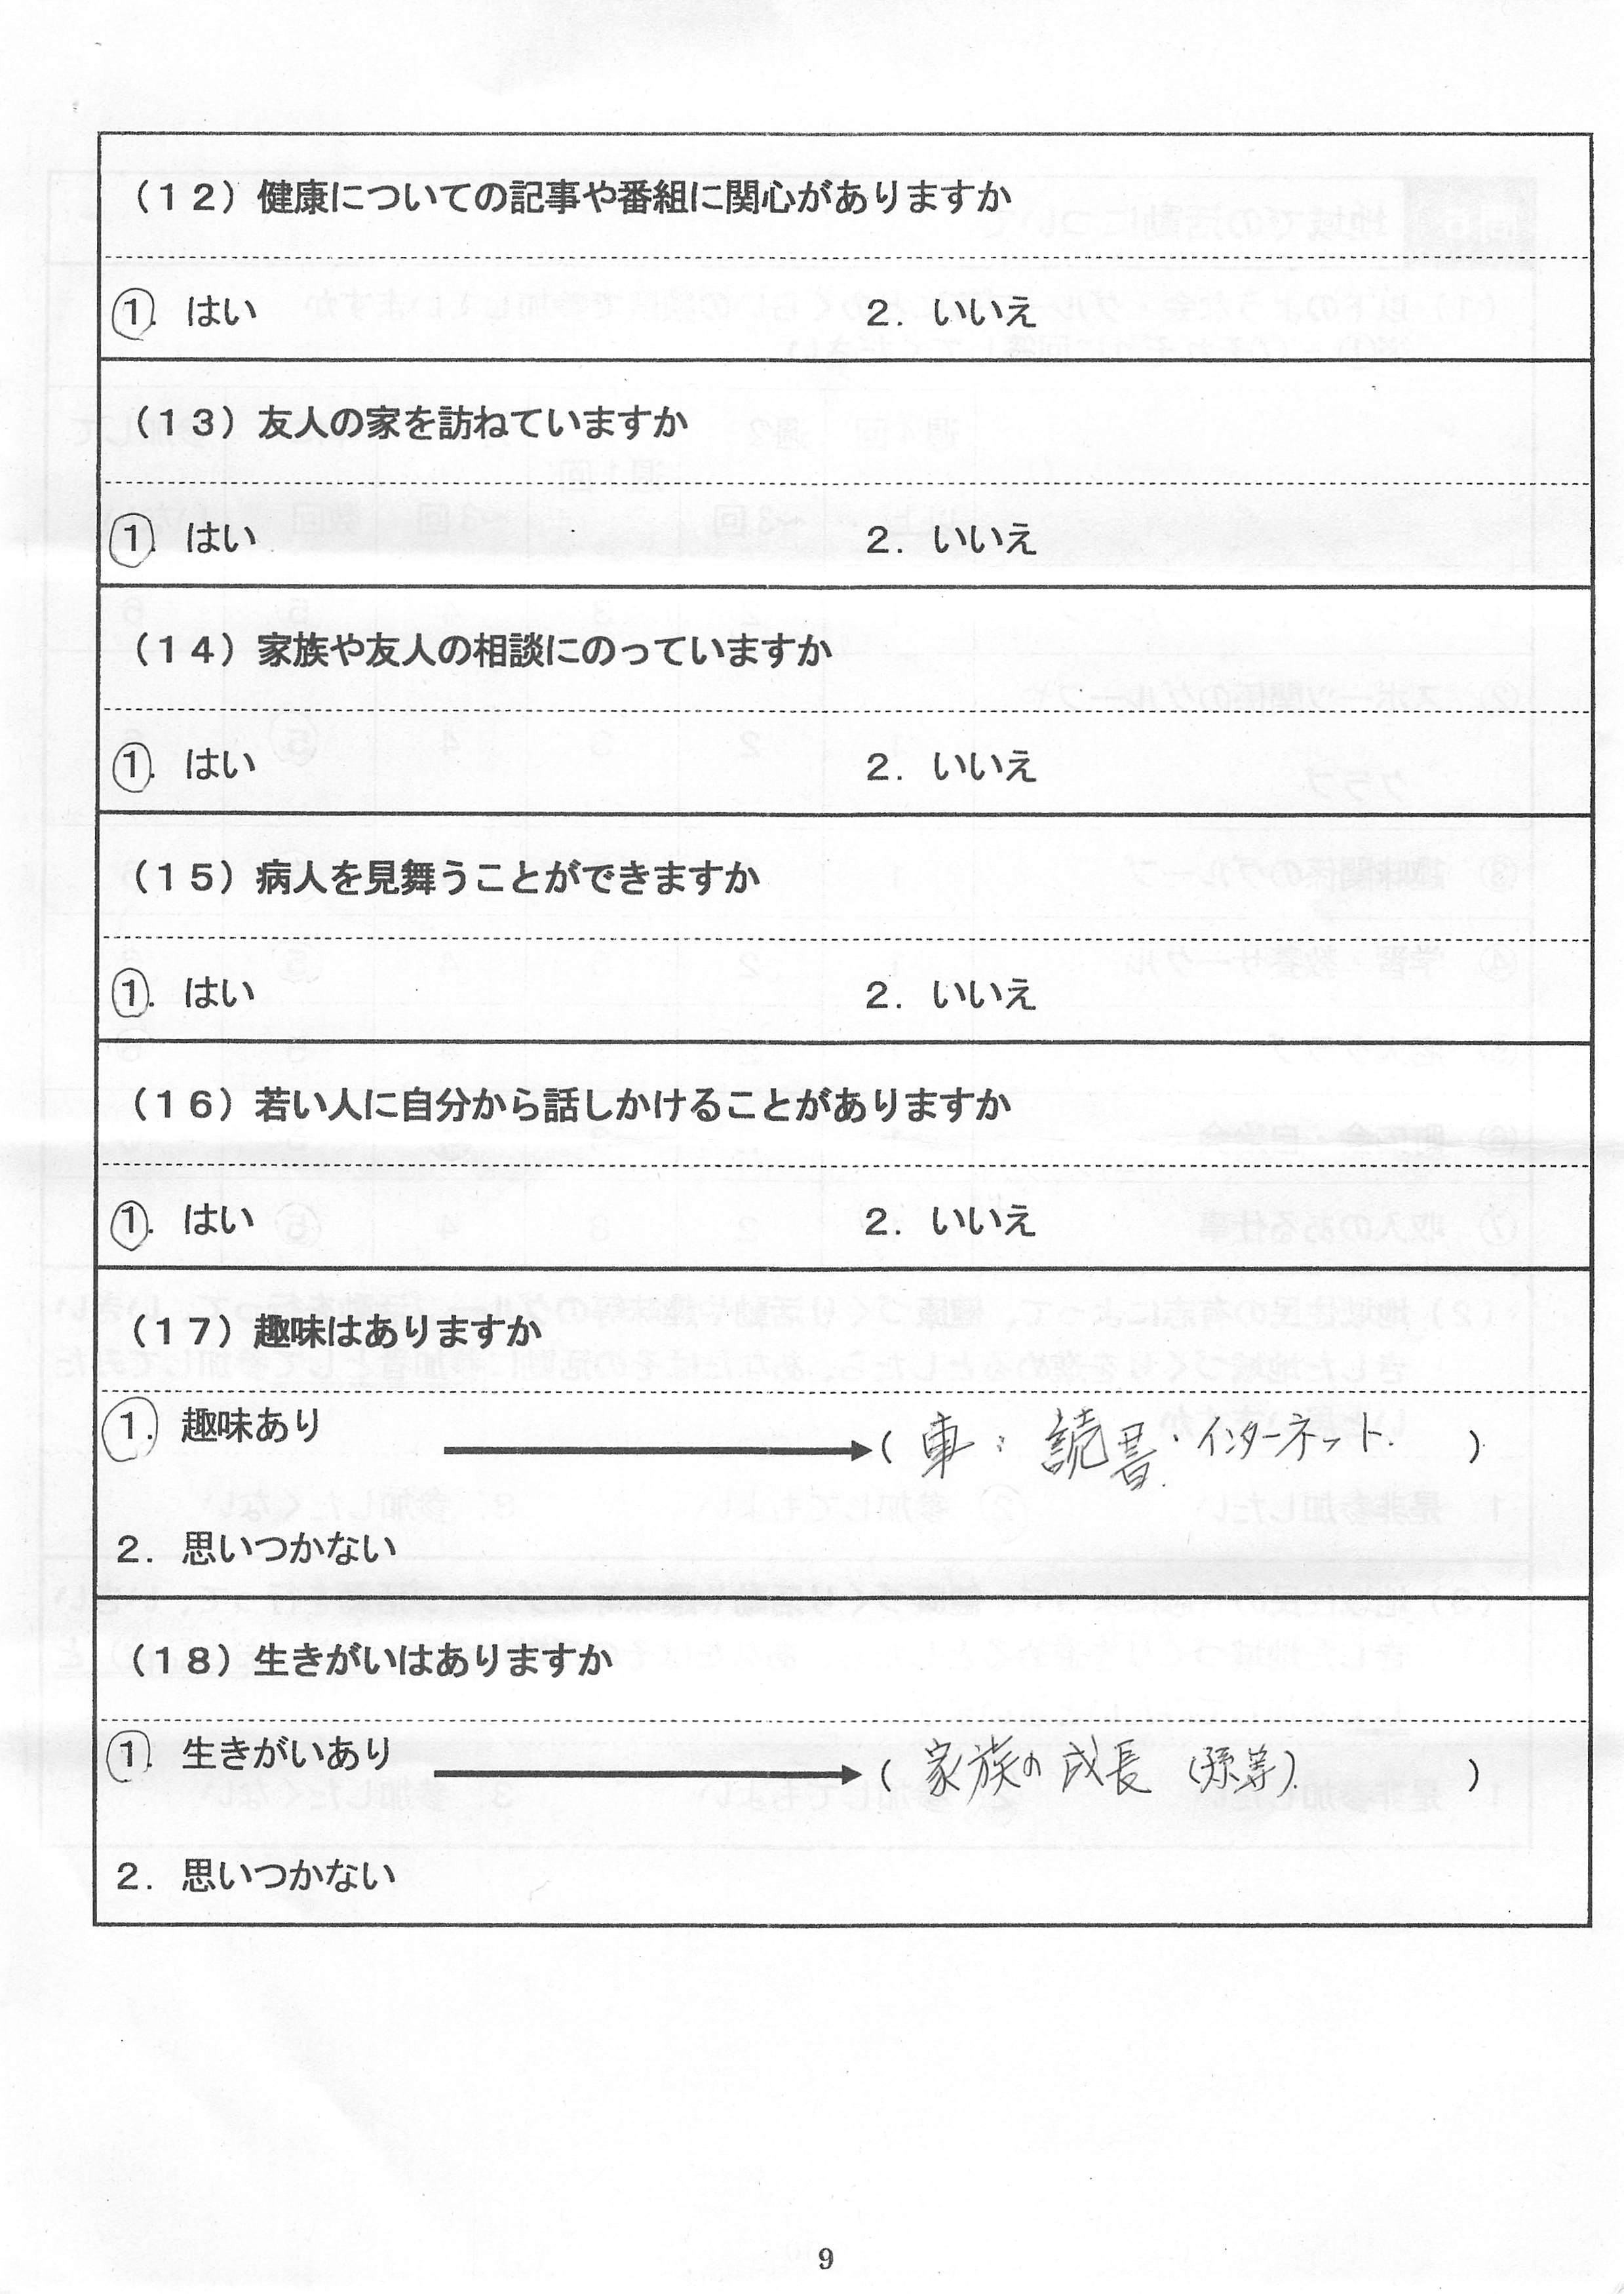 （１２）健康についての記事や番組に関心がありますか
①．はい　２．いいえ
（１３）友人の家を訪ねていますか
①．はい　２．いいえ
（１４）家族や友人の相談にのっていますか
①．はい　２．いいえ
（１５）病人を見舞うことができますか
①．はい　２．いいえ
（１６）若い人に自分から話しかけることがありますか
①．はい　２．いいえ
（１７）趣味はありますか
①．趣味あり（車：読書・インターネット．）
２．思いつかない
（１８）生きがいはありますか
①．生きがいあり（家族の成長（孫等）．）
２．思いつかない
9